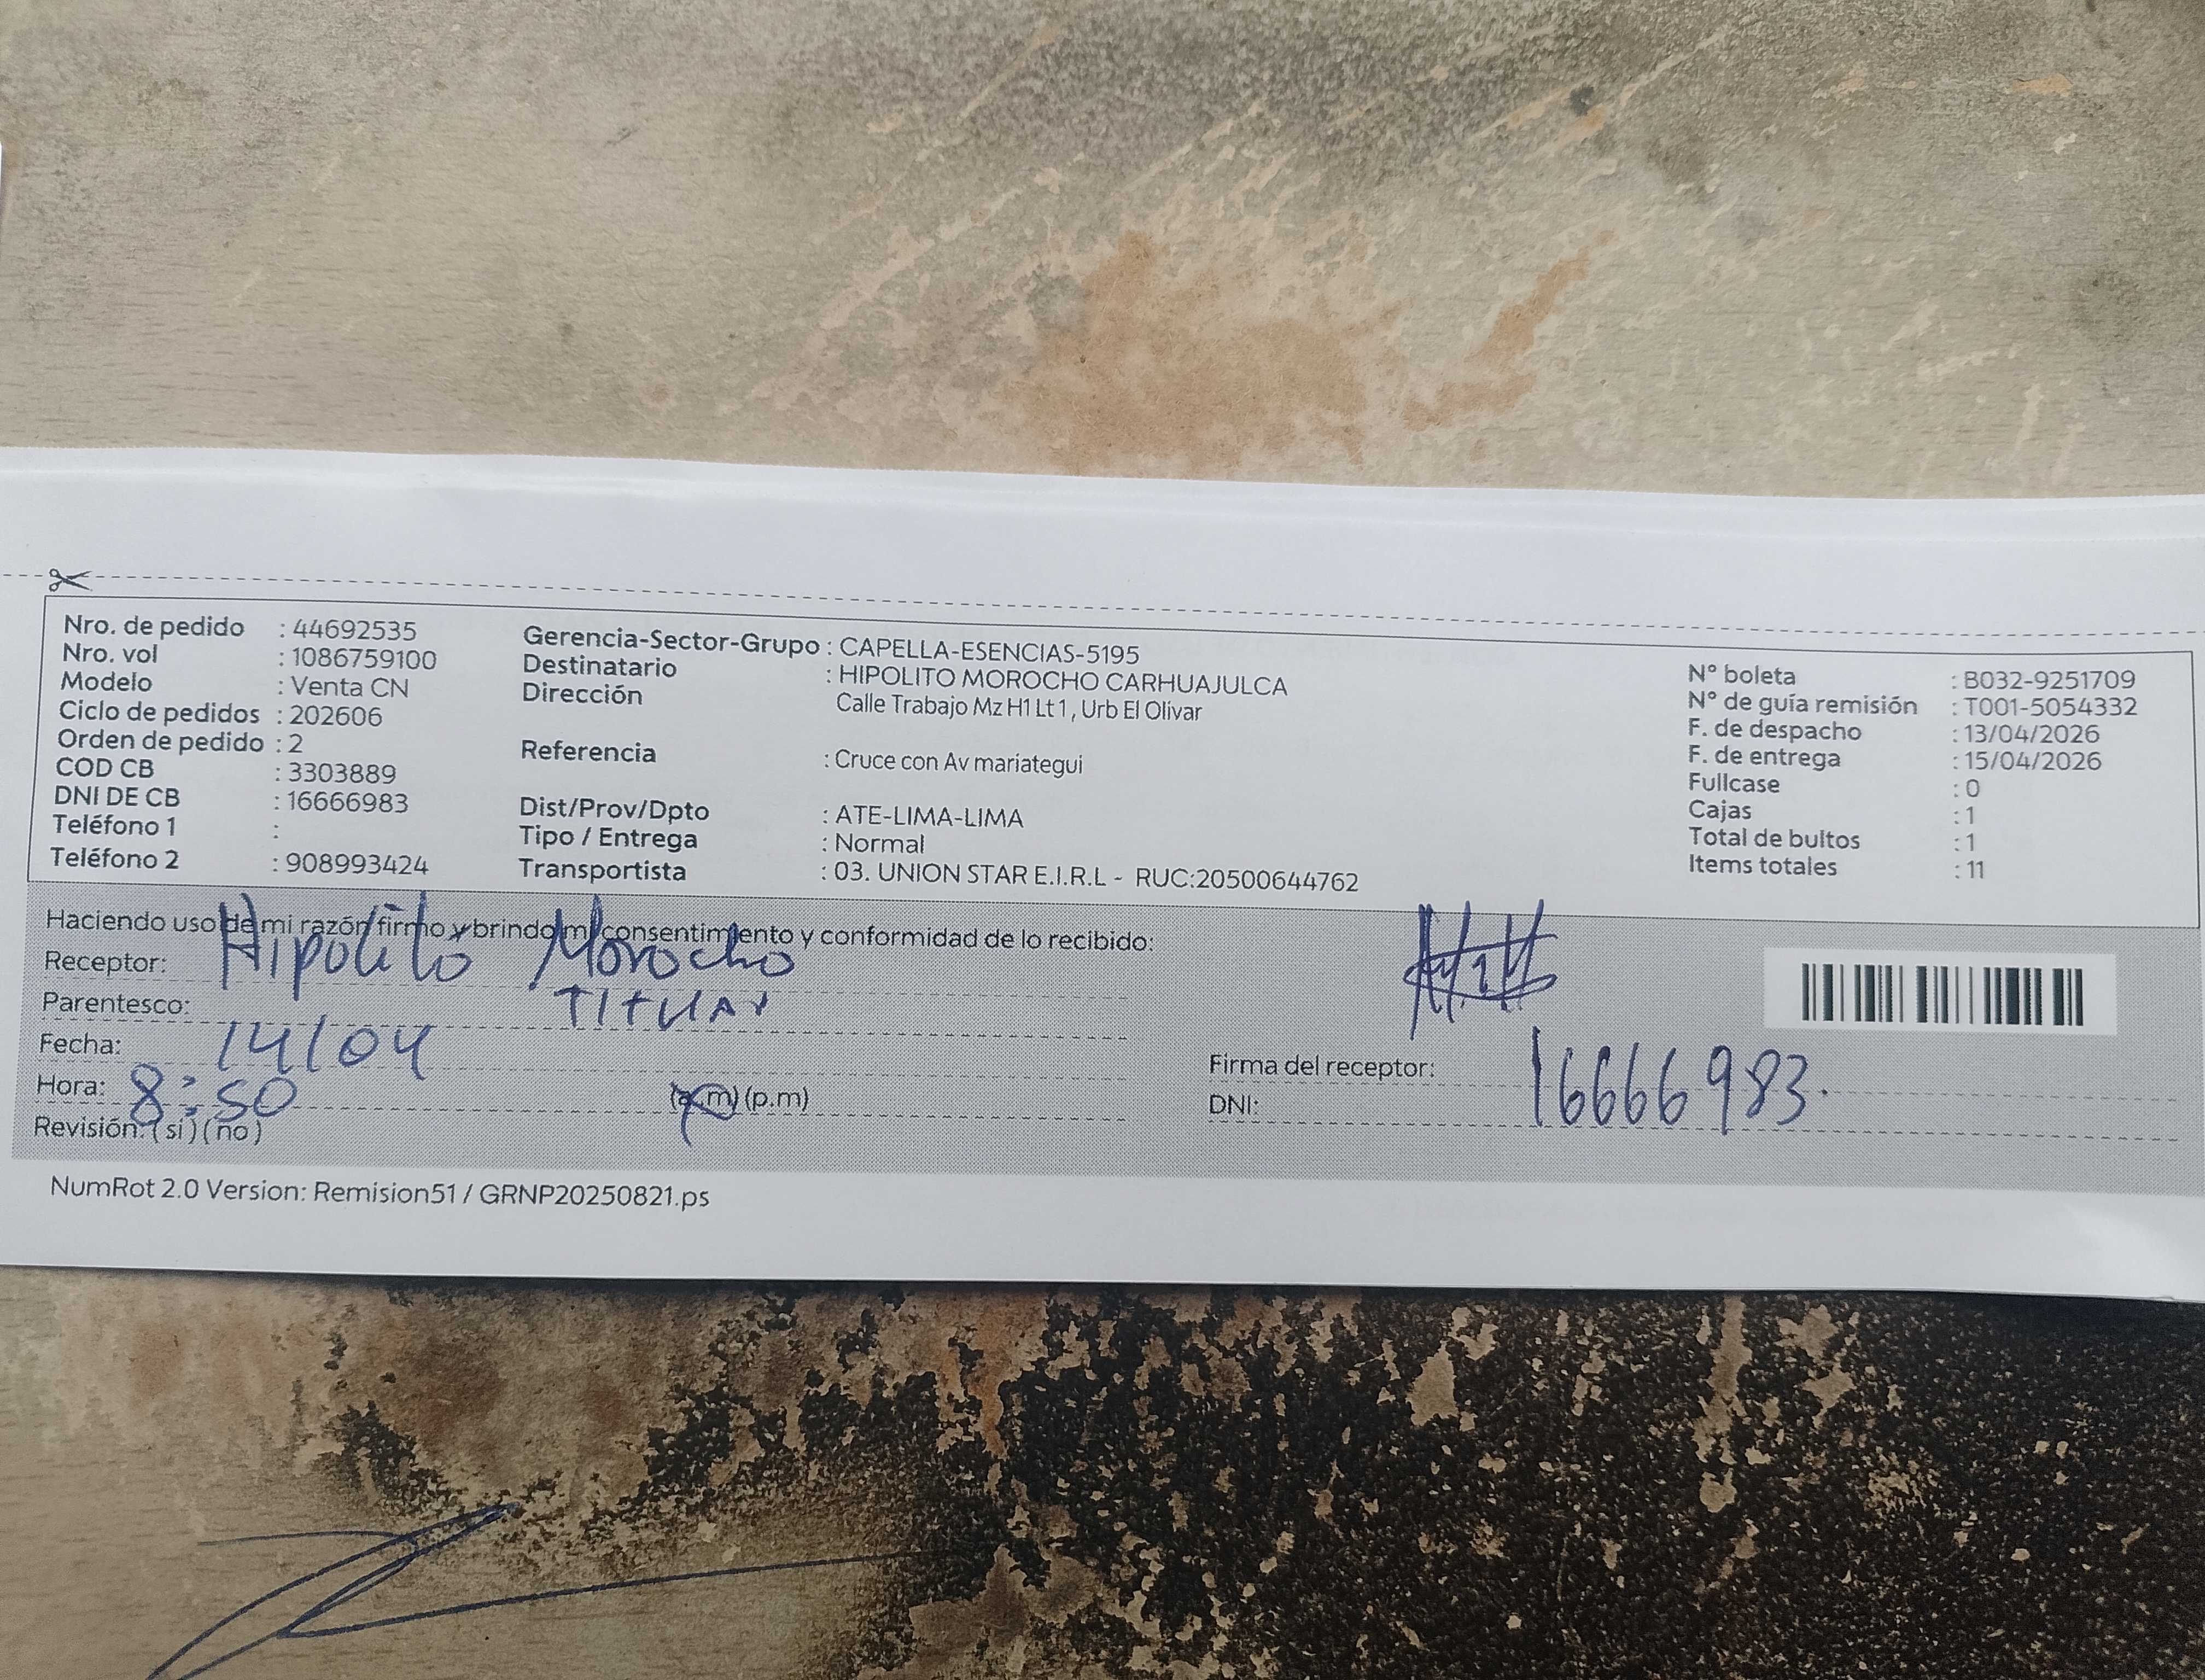 Nro. de pedido : 44692535
Nro. vol : 1086759100
Modelo : Venta CN
Ciclo de pedidos : 202606
Orden de pedido : 2
COD CB : 3303889
DNI DE CB : 16666983
Teléfono 1 :
Teléfono 2 : 908993424
Gerencia-Sector-Grupo : CAPELLA-ESENCIAS-5195
Destinatario : HIPOLITO MOROCHO CARHUAJULCA
Dirección Calle Trabajo Mz H1 Lt 1 , Urb El Olivar
Referencia : Cruce con Av mariategui
Dist/Prov/Dpto : ATE-LIMA-LIMA
Tipo / Entrega : Normal
Transportista : 03. UNION STAR E.I.R.L - RUC:20500644762
N° boleta : B032-9251709
N° de guía remisión : T001-5054332
F. de despacho : 13/04/2026
F. de entrega : 15/04/2026
Fullcase : 0
Cajas : 1
Total de bultos : 1
Items totales : 11
Haciendo uso de mi razón firmo y brindo mi consentimiento y conformidad de lo recibido:
Receptor: Hipolito Morocho
Parentesco: TITUAR
Fecha: 14/04
Hora: 8:50 (a.m) (p.m)
Revisión: (si) (no)
Firma del receptor:
DNI: 16666983.
NumRot 2.0 Version: Remision51 / GRNP20250821.ps